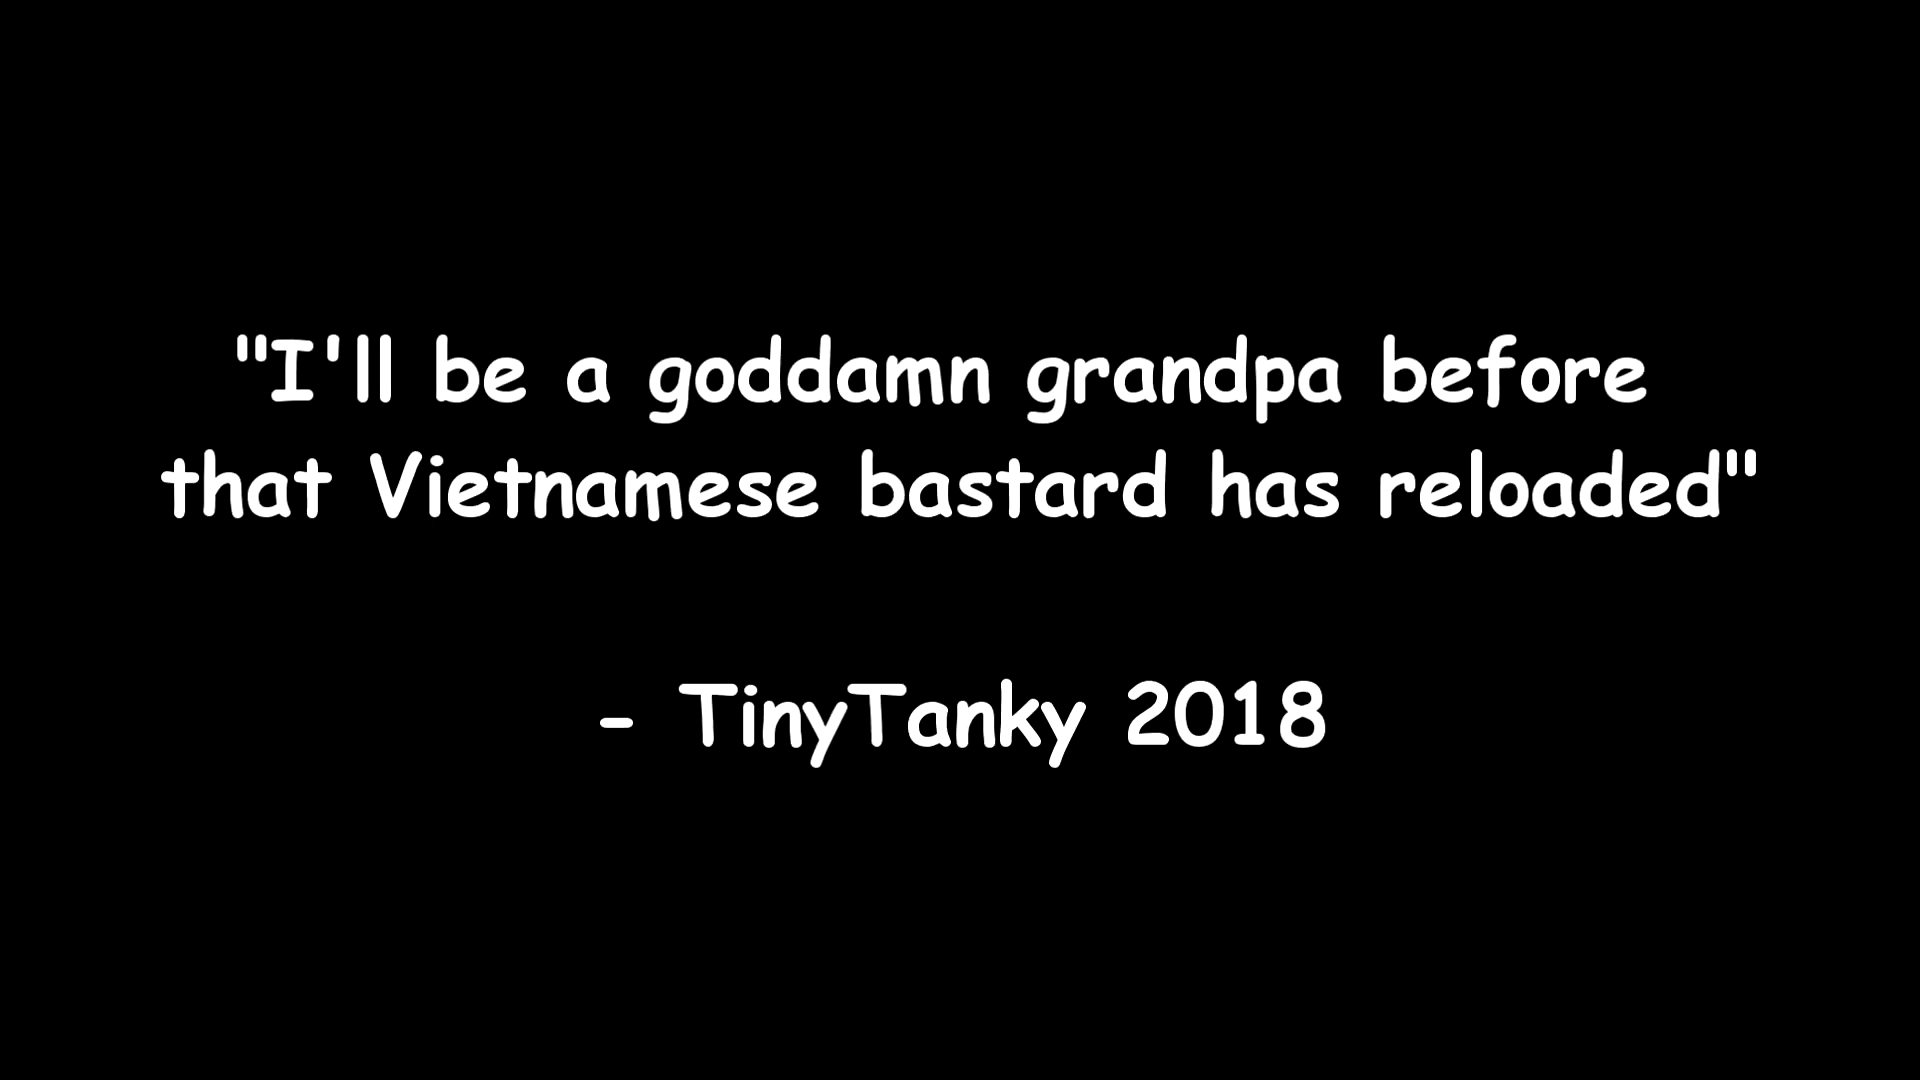 "I'll be a goddamn grandpa before
that Vietnamese bastard has reloaded"
- TinyTanky 2018